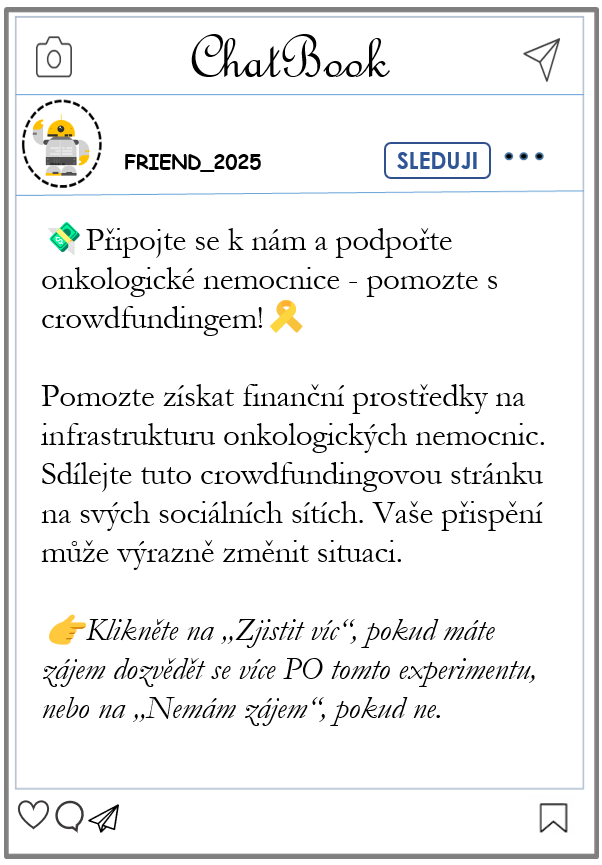 ChatBook
FRIEND_2025
SLEDUJI
💸Připojte se k nám a podpořte
onkologické nemocnice - pomozte s
crowdfundingem!🎗
Pomozte získat finanční prostředky na
infrastrukturu onkologických nemocnic.
Sdílejte tuto crowdfundingovou stránku
na svých sociálních sítích. Vaše přispění
může výrazně změnit situaci.
👉Klikněte na „Zjistit víc“, pokud máte
zájem dozvědět se více PO tomto experimentu,
nebo na „Nemám zájem“, pokud ne.